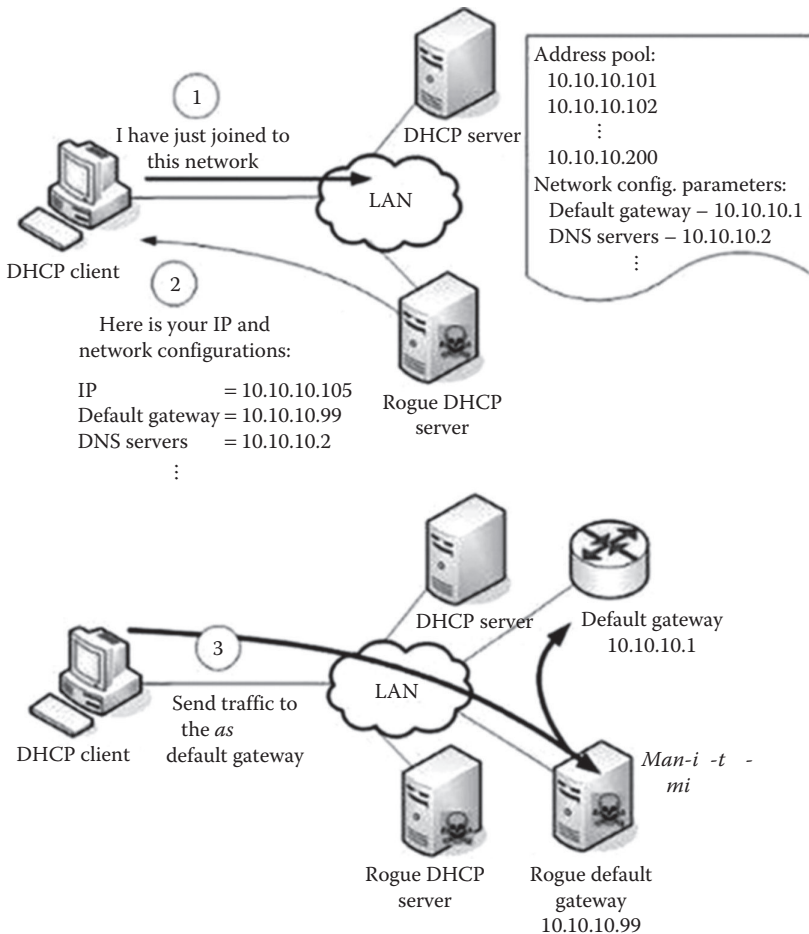 1
I have just joined to
this network
DHCP server
LAN
DHCP client
Address pool:
10.10.10.101
10.10.10.102
⋮
10.10.10.200
Network config. parameters:
Default gateway – 10.10.10.1
DNS servers – 10.10.10.2
⋮
2
Here is your IP and
network configurations:
IP = 10.10.10.105
Default gateway = 10.10.10.99
DNS servers = 10.10.10.2
⋮
Rogue DHCP
server
DHCP server
Default gateway
10.10.10.1
3
LAN
Send traffic to
the as
default gateway
DHCP client
Man-i -t -
mi
Rogue DHCP
server
Rogue default
gateway
10.10.10.99